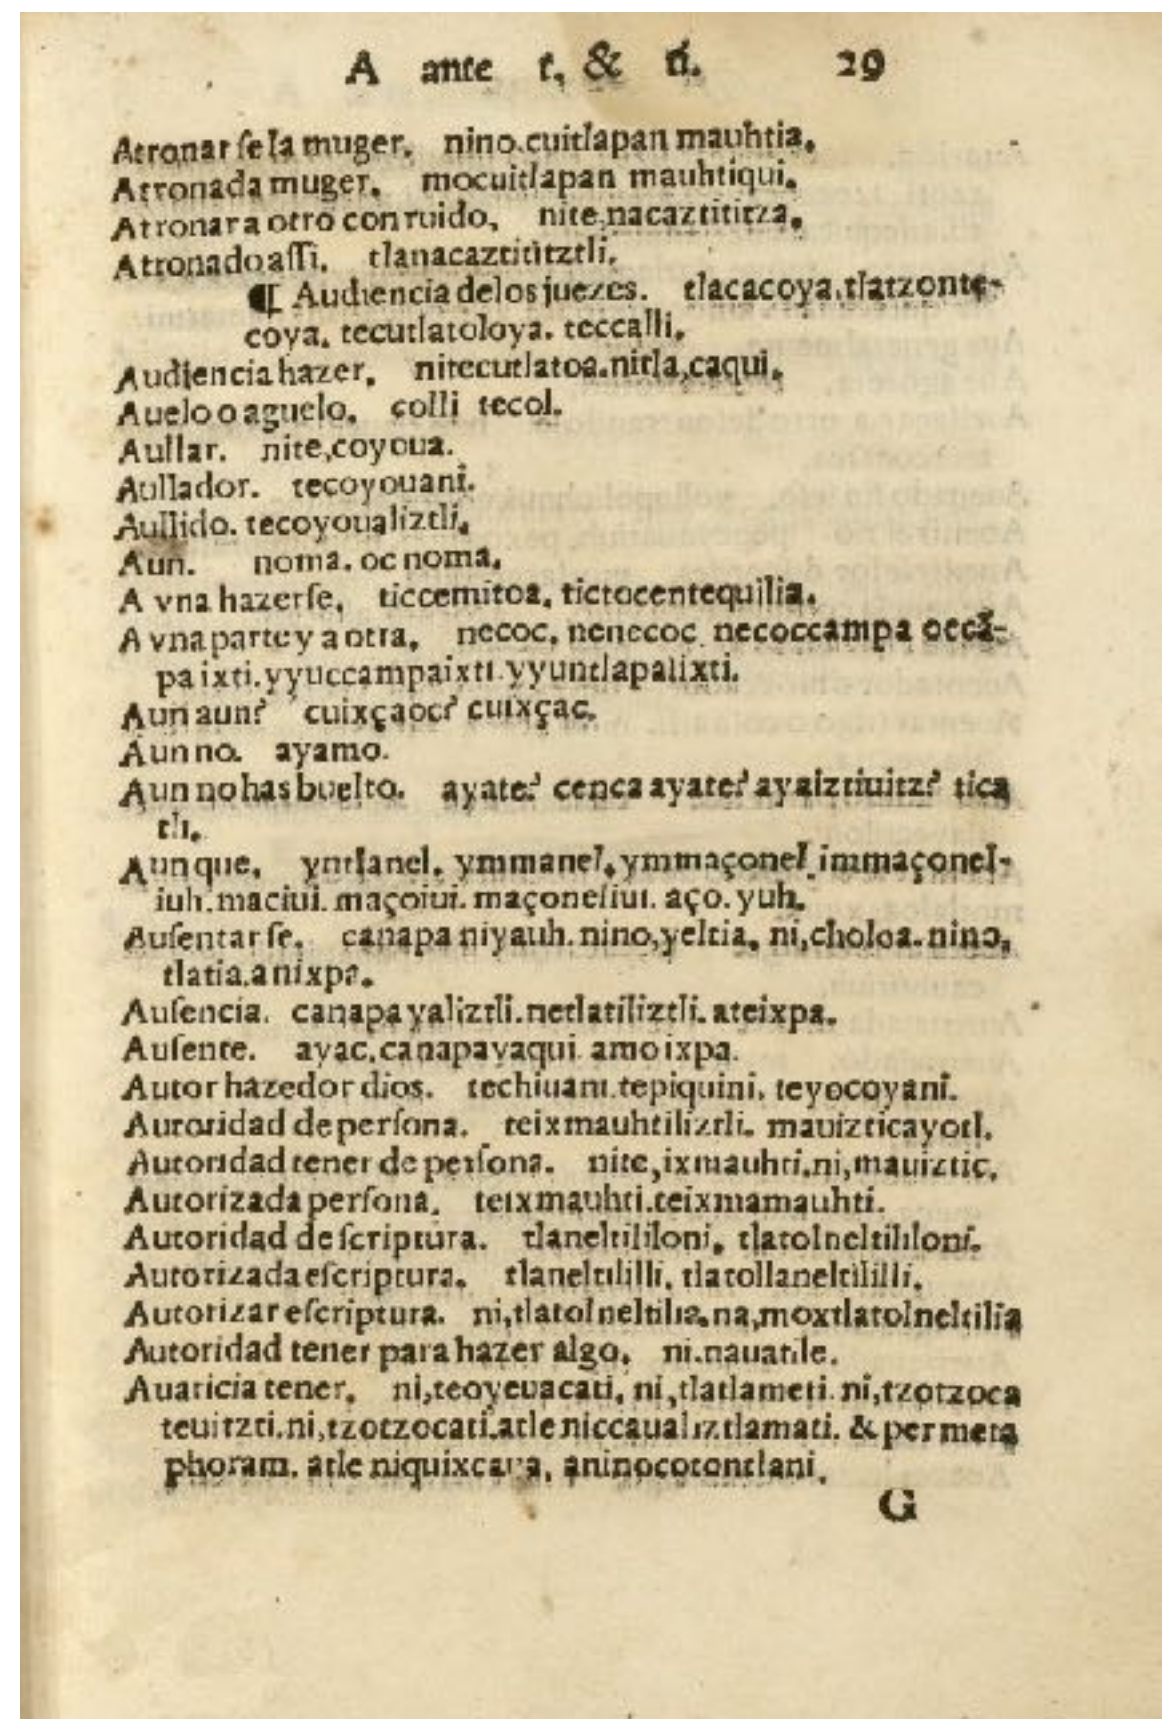 A ante t, & ti. 29
Atronar ſe la muger. nino.cuitlapan mauhtia.
Atronada muger. mocuitlapan mauhtiqui.
Atronar a otro con ruido, nite,nacaztititza.
Atronado aſſi. tlanacaztititztli.
¶ Audiencia delos juezes. tlacacoya.tlatzonte-
coya. tecutlatoloya. teccalli.
Audiencia hazer. nitecutlatoa.nitla,caqui.
Auelo o aguelo. colli tecol.
Aullar. nite,coyoua.
Aullador. tecoyouani.
Aullido. tecoyoualiztli.
Aun. noma. oc noma.
A vna hazerſe. ticcemitoa. tictocentequilia.
A vna parte y a otra. necoc. nenecoc. necoccampa occã-
pa ixti.yyuccampaixti.yyuntlapalixti.
Aun aun? cuixçaoc? cuixçac.
Aun no. ayamo.
Aun no has buelto. ayate? cenca ayate? ayaiztiuitz? tica
th.
Aunque. yntlanel. ymmanel.ymmaçonel.immaçonel-
iuh.maciui.maçoiui.maçoneliui. aço.yuh.
Auſentar ſe. canapa niyauh.nino,yeltia. ni,choloa.nino,
tlatia.anixpa.
Auſencia. canapayaliztli.netlatiliztli.ateixpa.
Auſente. ayac.canapayaqui. amo ixpa.
Autor hazedor dios. techiuani.tepiquini. teyocoyani.
Autoridad de perſona. teixmauhtiliztli. mauizticayotl.
Autoridad tener de perſona. nite,ixmauhti.ni,mauiztic.
Autorizada perſona. teixmauhti.teixmamauhti.
Autoridad de ſcriptura. tlaneltililoni. tlatolneltililoni.
Autorizada eſcriptura. tlaneltililli. tlatollaneltililli.
Autorizar eſcriptura. ni,tlatolneltilia.na,moxtlatolneltilia
Autoridad tener para hazer algo. ni.nauatile.
Auaricia tener. ni,teoyeuacati. ni,tlatlameti. ni,tzotzoca
teuitzti.ni,tzotzocati.atle niccaualiztlamati. & per meta
phoram. atle niquixcaua. aninocotontlani.
G